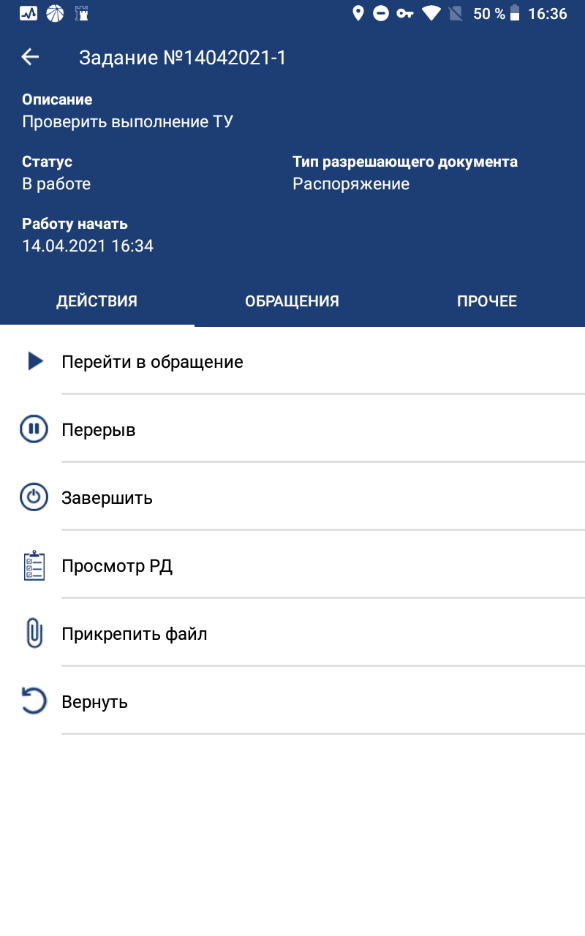 50 % 16:36
Задание №14042021-1
Описание
Проверить выполнение ТУ
Статус
Тип разрешающего документа
В работе
Распоряжение
Работу начать
14.04.2021 16:34
ДЕЙСТВИЯ ОБРАЩЕНИЯ ПРОЧЕЕ
Перейти в обращение
Перерыв
Завершить
Просмотр РД
Прикрепить файл
Вернуть